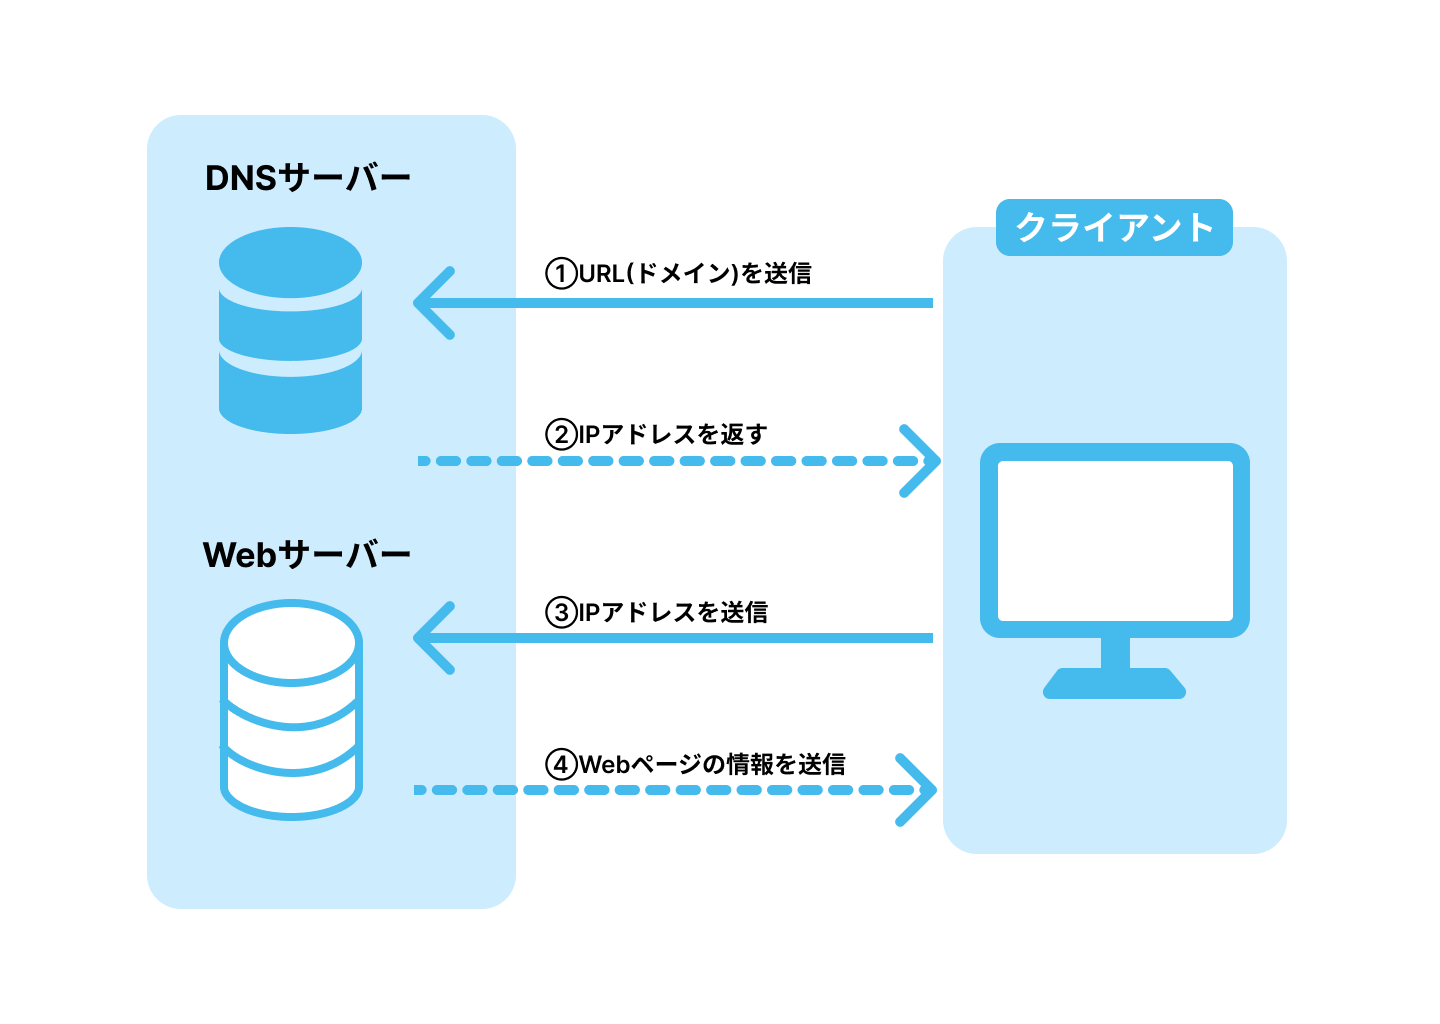 DNSサーバー
クライアント
①URL(ドメイン)を送信
②IPアドレスを返す
Webサーバー
③IPアドレスを送信
④Webページの情報を送信